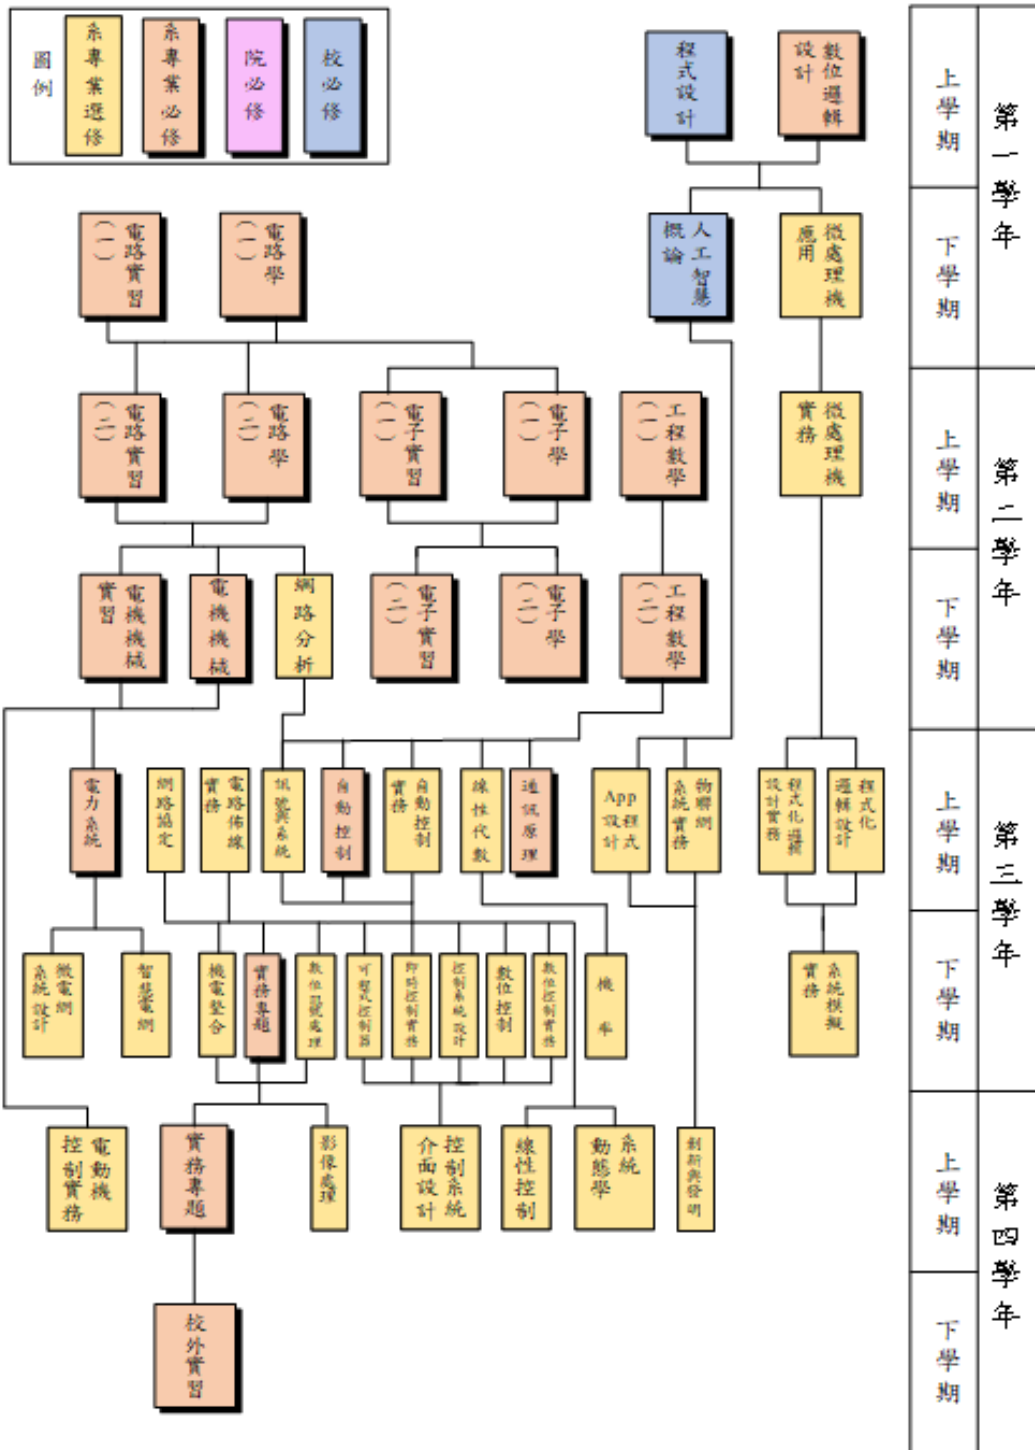 圖例
系專業選修
系專業必修
院必修
校必修
程式設計
數位邏輯設計
上學期
第一學年
電路實習(一)
電路學(一)
人工智慧概論
微處理機應用
下學期
電路實習(二)
電路學(二)
電子實習(一)
電子學(一)
工程數學(一)
微處理機實務
上學期
第二學年
電機機械實習
電機機械
網路分析
電子實習(二)
電子學(二)
工程數學(二)
下學期
電力系統
網路協定
電路佈線實務
訊號與系統
自動控制
自動控制實務
線性代數
通訊原理
App程式設計
物聯網系統實務
程式化邏輯設計實務
程式化邏輯設計
上學期
第三學年
微電網系統設計
智慧電網
機電整合
實務專題
數位訊號處理
可程式控制器
即時控制實務
控制系統設計
數位控制
數位控制實務
機率
系統模擬實務
下學期
電動機控制實務
實務專題
影像處理
控制系統介面設計
線性控制
系統動態學
創新與發明
上學期
第四學年
校外實習
下學期